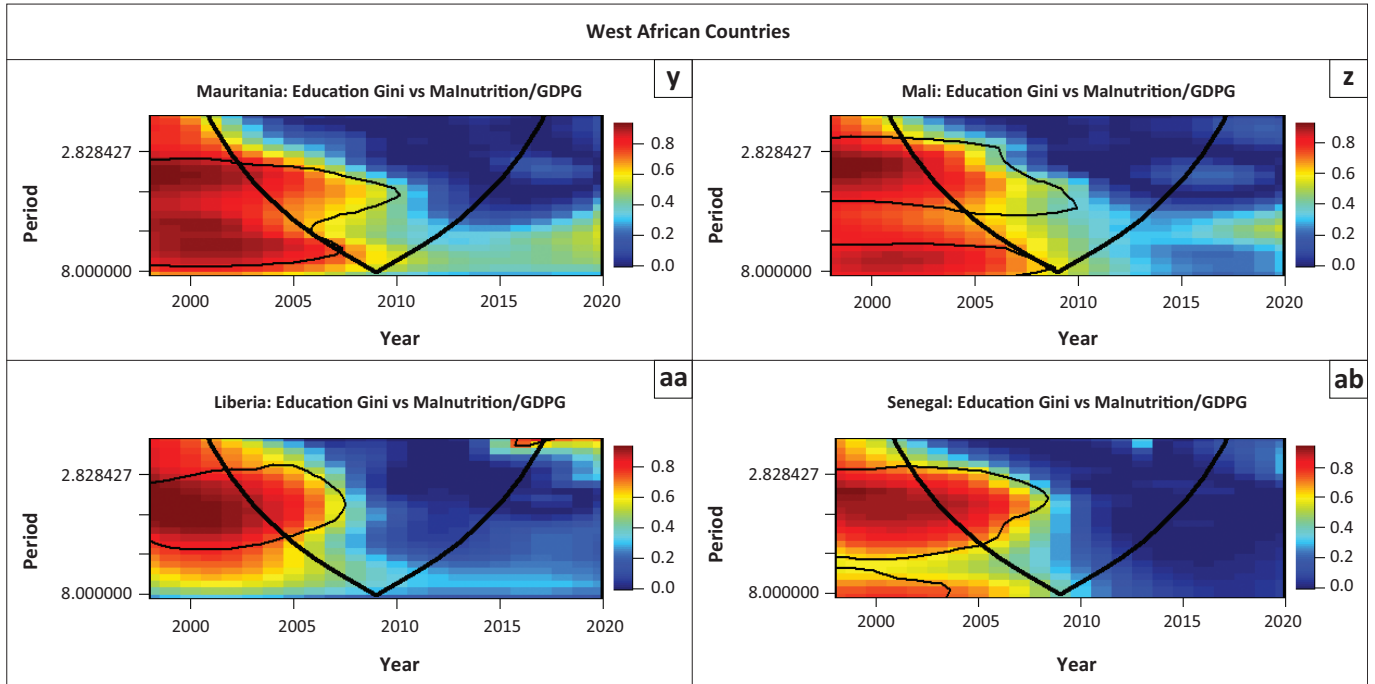 West African Countries
y
Mauritania: Education Gini vs Malnutrition/GDPG
Period
2.828427
8.000000
2000 2005 2010 2015 2020
Year
0.8
0.6
0.4
0.2
0.0
z
Mali: Education Gini vs Malnutrition/GDPG
Period
2.828427
8.000000
2000 2005 2010 2015 2020
Year
0.8
0.6
0.4
0.2
0.0
aa
Liberia: Education Gini vs Malnutrition/GDPG
Period
2.828427
8.000000
2000 2005 2010 2015 2020
Year
0.8
0.6
0.4
0.2
0.0
ab
Senegal: Education Gini vs Malnutrition/GDPG
Period
2.828427
8.000000
2000 2005 2010 2015 2020
Year
0.8
0.6
0.4
0.2
0.0